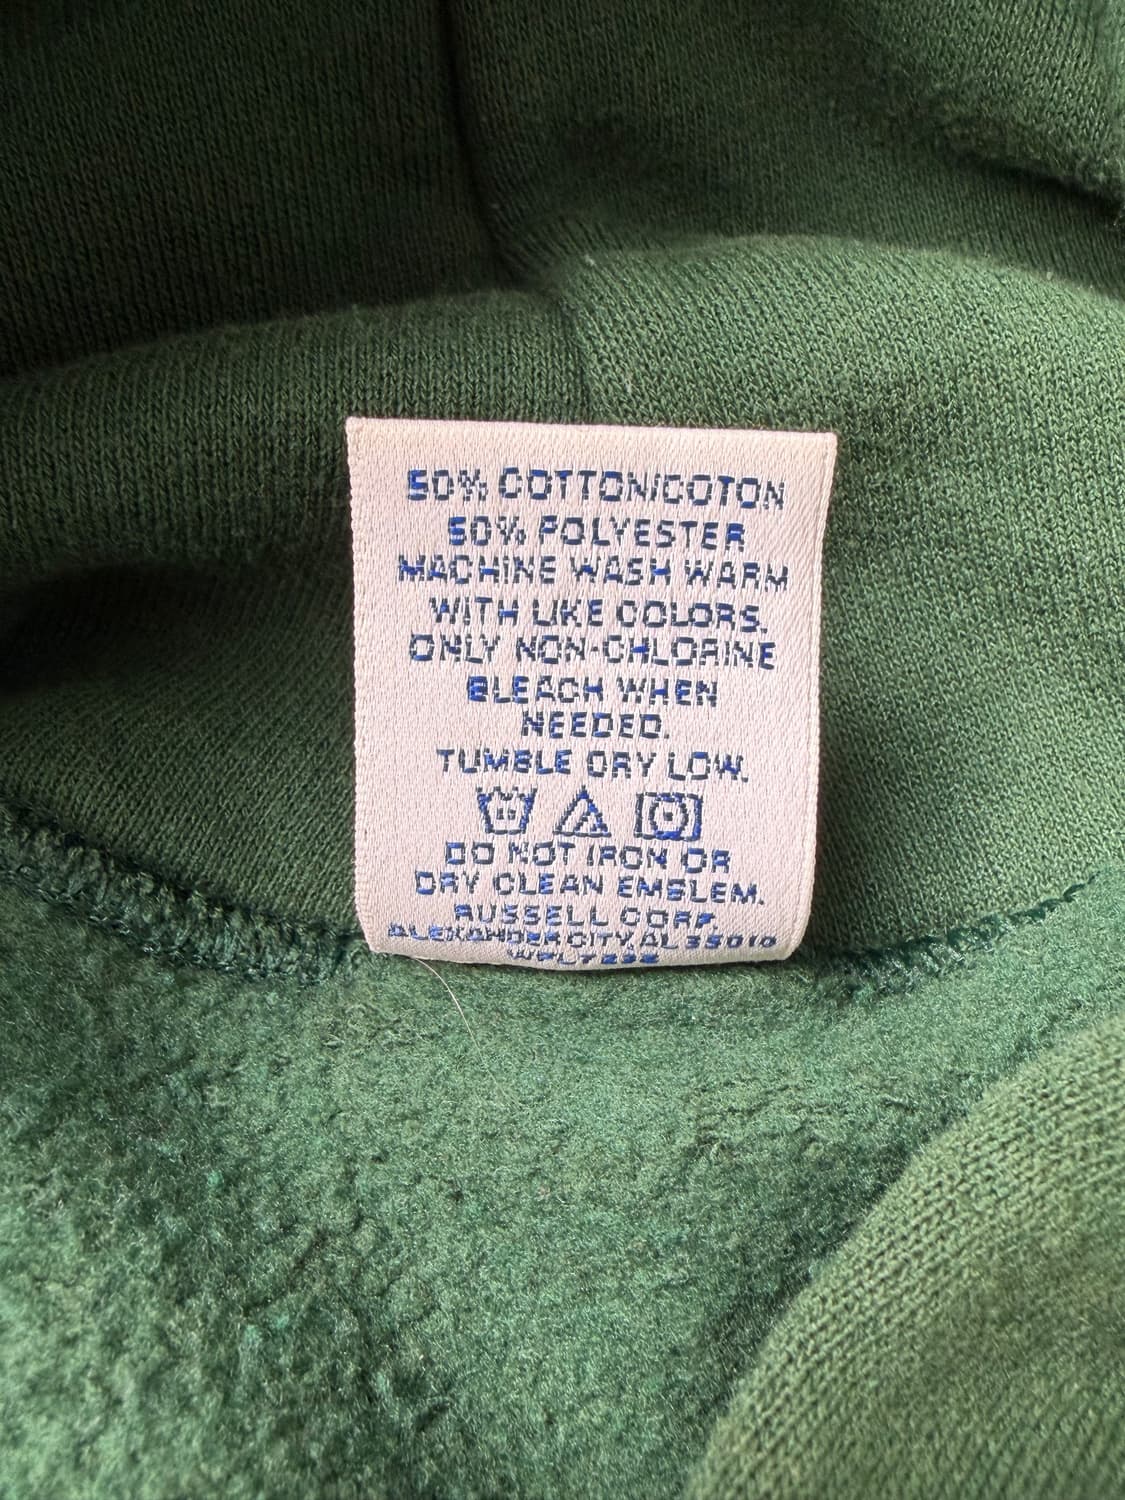 50% COTTON/COTON
50% POLYESTER
MACHINE WASH WARM
WITH LIKE COLORS.
ONLY NON-CHLORINE
BLEACH WHEN
NEEDED.
TUMBLE DRY LOW.
DO NOT IRON OR
DRY CLEAN EMBLEM.
RUSSELL CORP.
ALEXANDER CITY, AL 35010